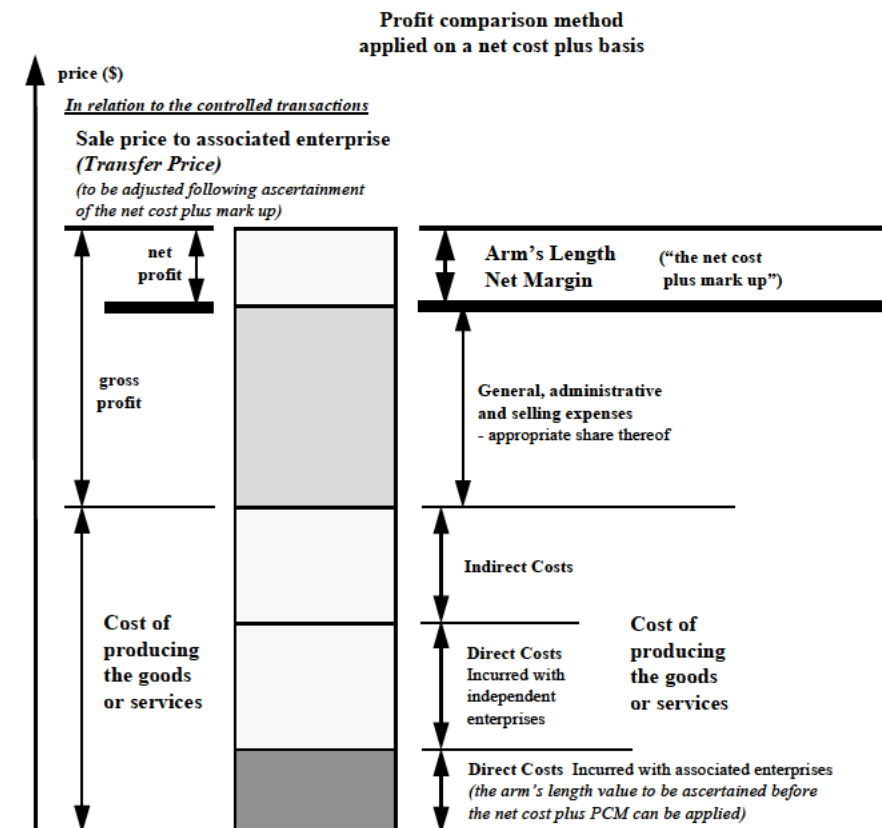 Profit comparison method
applied on a net cost plus basis
price ($)
In relation to the controlled transactions
Sale price to associated enterprise
(Transfer Price)
(to be adjusted following ascertainment
of the net cost plus mark up)
net
profit
Arm's Length
Net Margin
("the net cost
plus mark up")
gross
profit
General, administrative
and selling expenses
- appropriate share thereof
Indirect Costs
Cost of
producing
the goods
or services
Direct Costs
Incurred with
independent
enterprises
Cost of
producing
the goods
or services
Direct Costs Incurred with associated enterprises
(the arm's length value to be ascertained before
the net cost plus PCM can be applied)